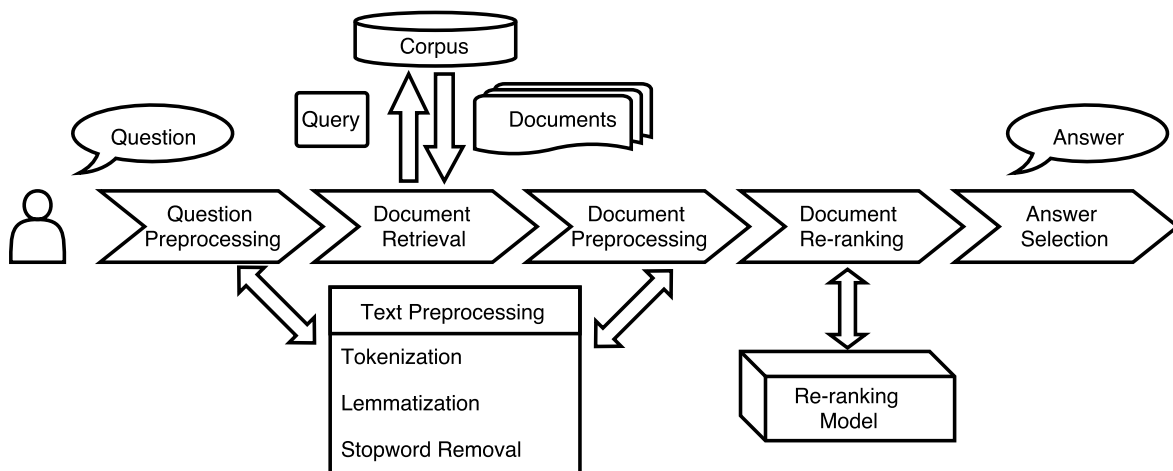 Corpus
Query
Documents
Question
Answer
Question
Preprocessing
Document
Retrieval
Document
Preprocessing
Document
Re-ranking
Answer
Selection
Text Preprocessing
Tokenization
Lemmatization
Stopword Removal
Re-ranking
Model